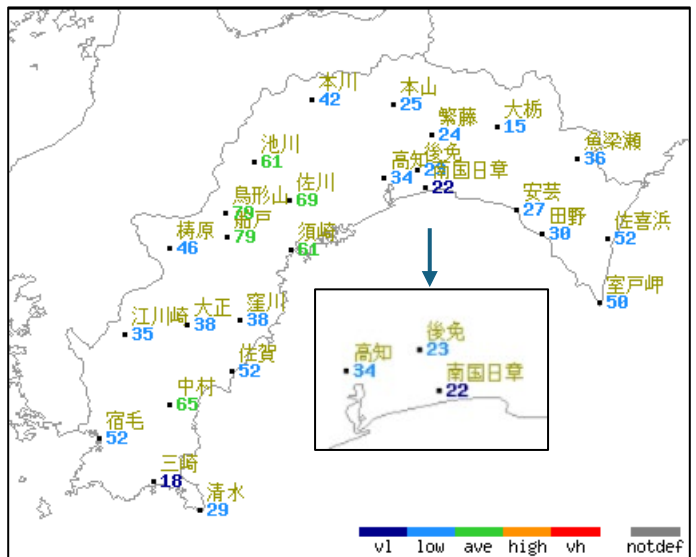 本川
42
本山
25
大栃
15
繁藤
24
魚梁瀬
36
池川
61
高知
34
後免
23
南国日章
22
佐川
69
鳥形山
79
船戸
79
安芸
27
田野
30
佐喜浜
52
梼原
46
須崎
61
室戸岬
50
江川崎
35
大正
38
窪川
38
佐賀
52
中村
65
宿毛
52
三崎
18
清水
29
後免
23
高知
34
南国日章
22
vl low ave high vh notdef